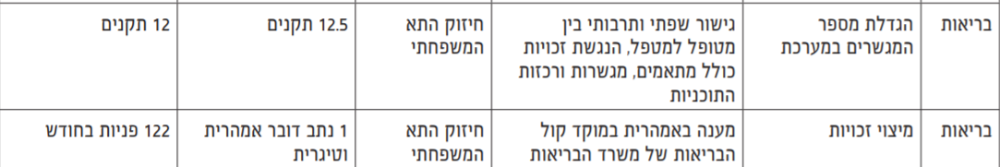 בריאות
הגדלת מספר
המגשרים במערכת
גישור שפתי ותרבותי בין
מטופל למטפל, הנגשת זכויות
כולל מתאמים, מגשרות ורכזות
התוכניות
חיזוק התא
המשפחתי
12.5 תקנים
12 תקנים
בריאות
מיצוי זכויות
מענה באמהרית במוקד קול
הבריאות של משרד הבריאות
חיזוק התא
המשפחתי
1 נתב דובר אמהרית
וטיגרית
122 פניות בחודש